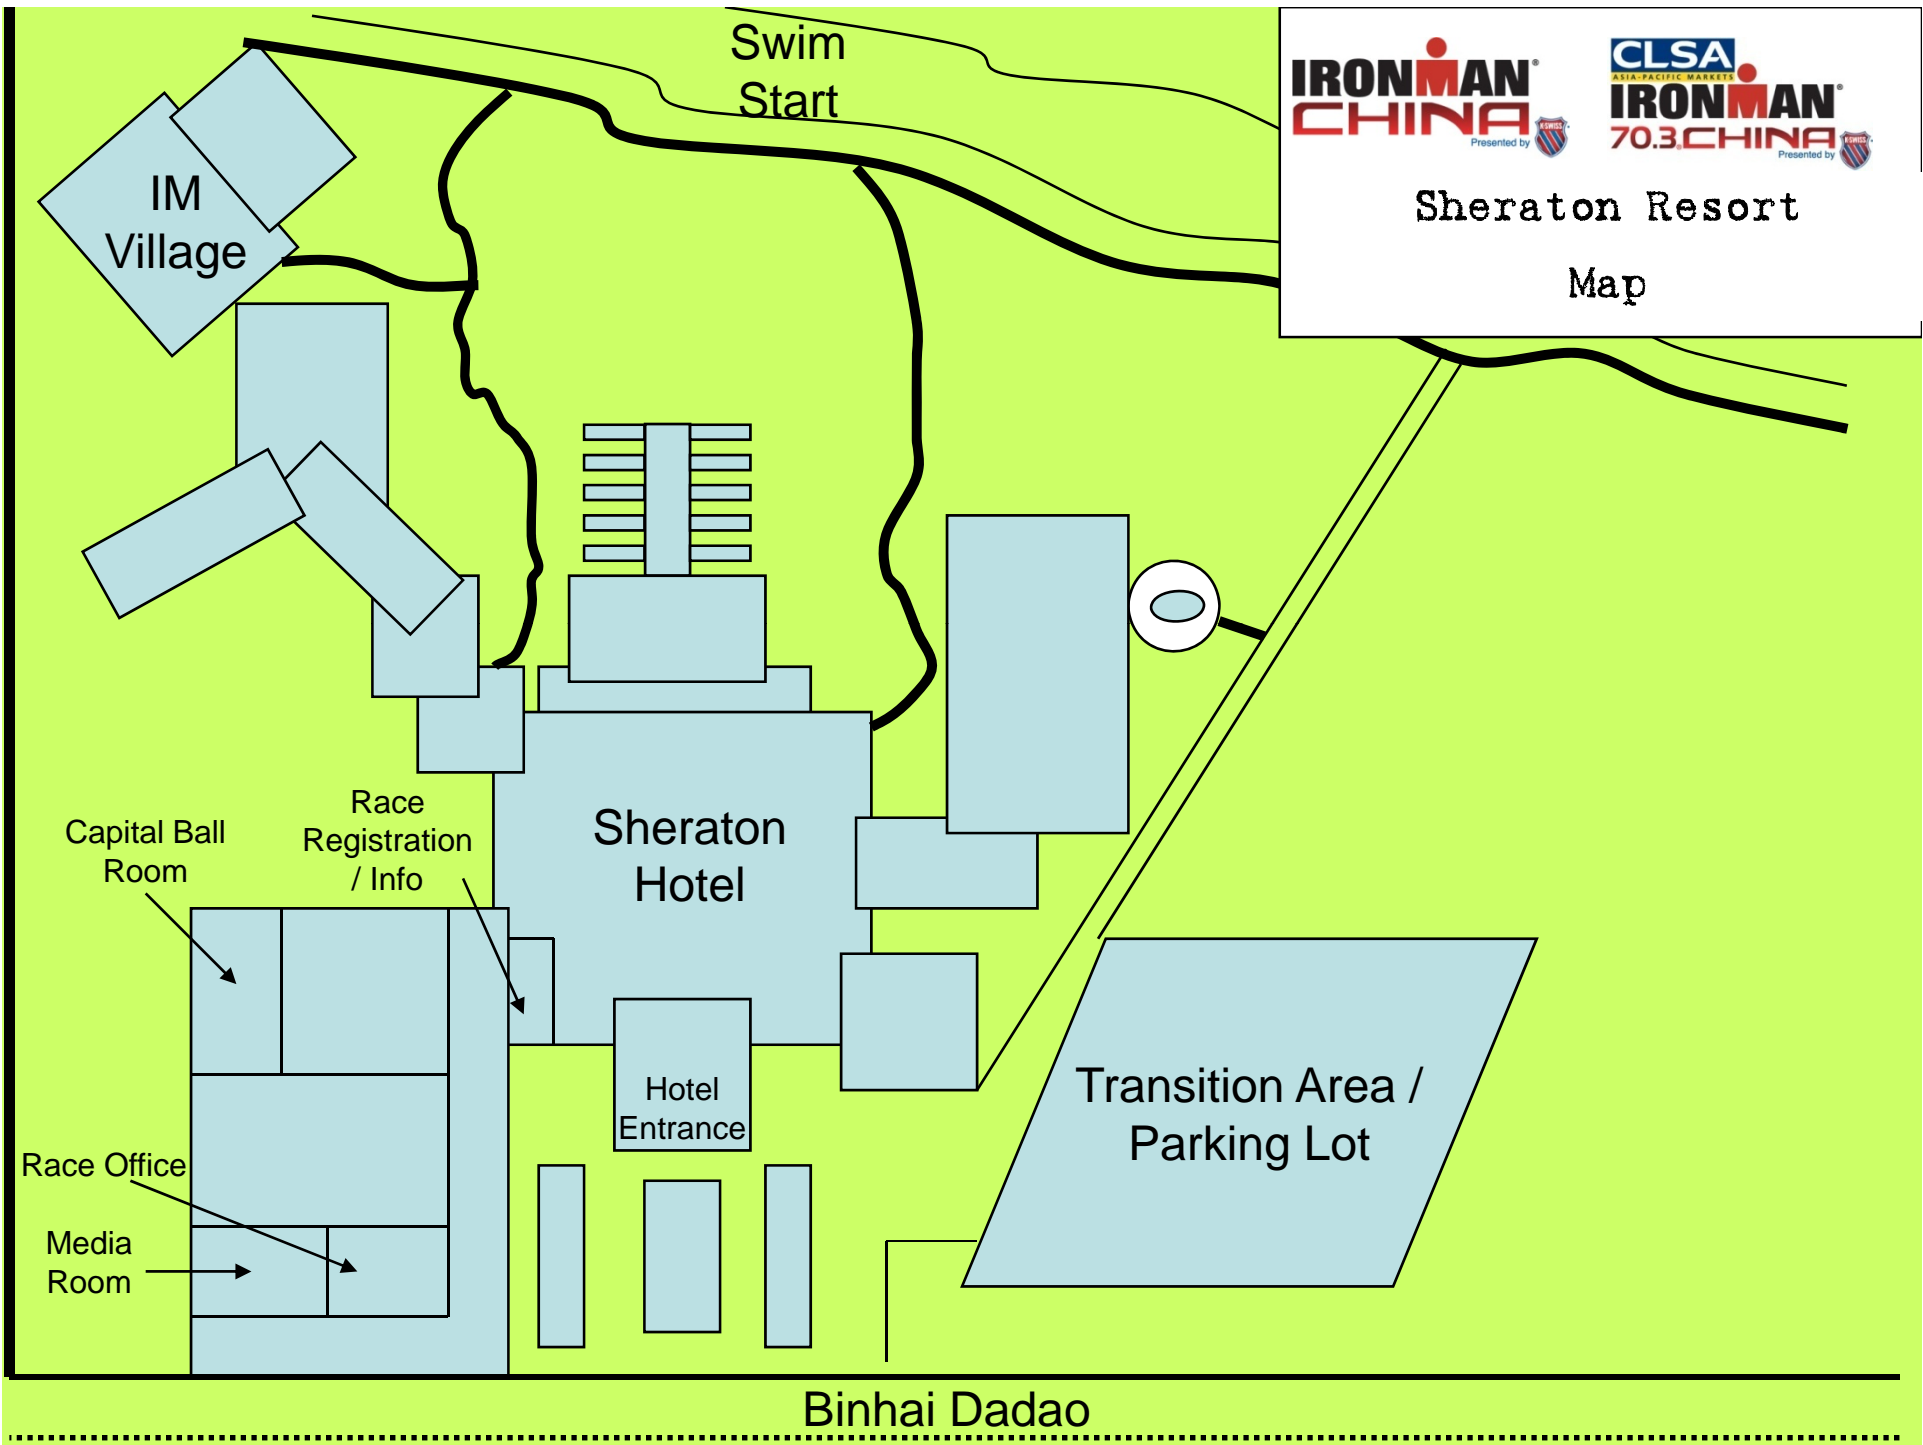 Swim
Start
IRONMAN
CHINA
Presented by
K·SWISS
CLSA
ASIA-PACIFIC MARKETS
IRONMAN
70.3 CHINA
Presented by
K·SWISS
Sheraton Resort
Map
IM
Village
Race
Registration
/ Info
Capital Ball
Room
Sheraton
Hotel
Hotel
Entrance
Transition Area /
Parking Lot
Race Office
Media
Room
Binhai Dadao